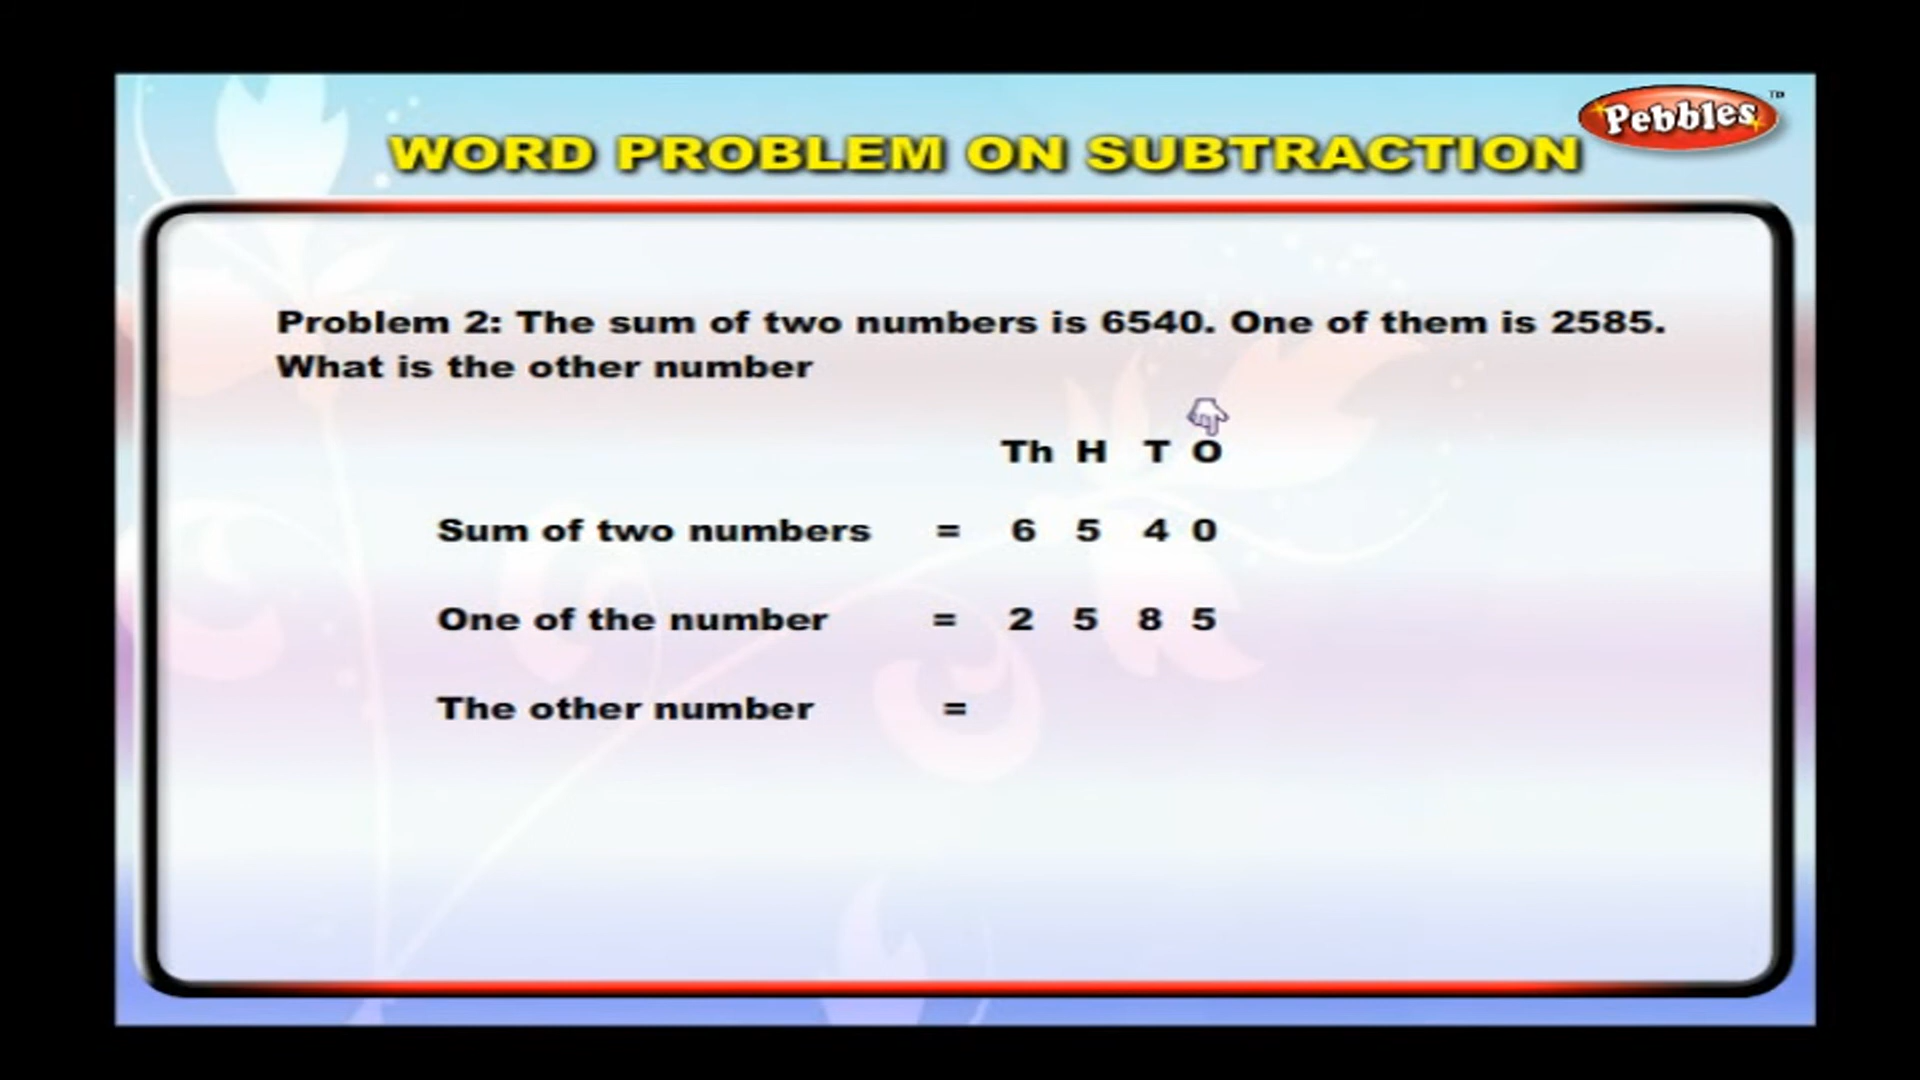 Pebbles™
WORD PROBLEM ON SUBTRACTION
Problem 2: The sum of two numbers is 6540. One of them is 2585.
What is the other number
Th H T O
Sum of two numbers = 6 5 4 0
One of the number = 2 5 8 5
The other number =